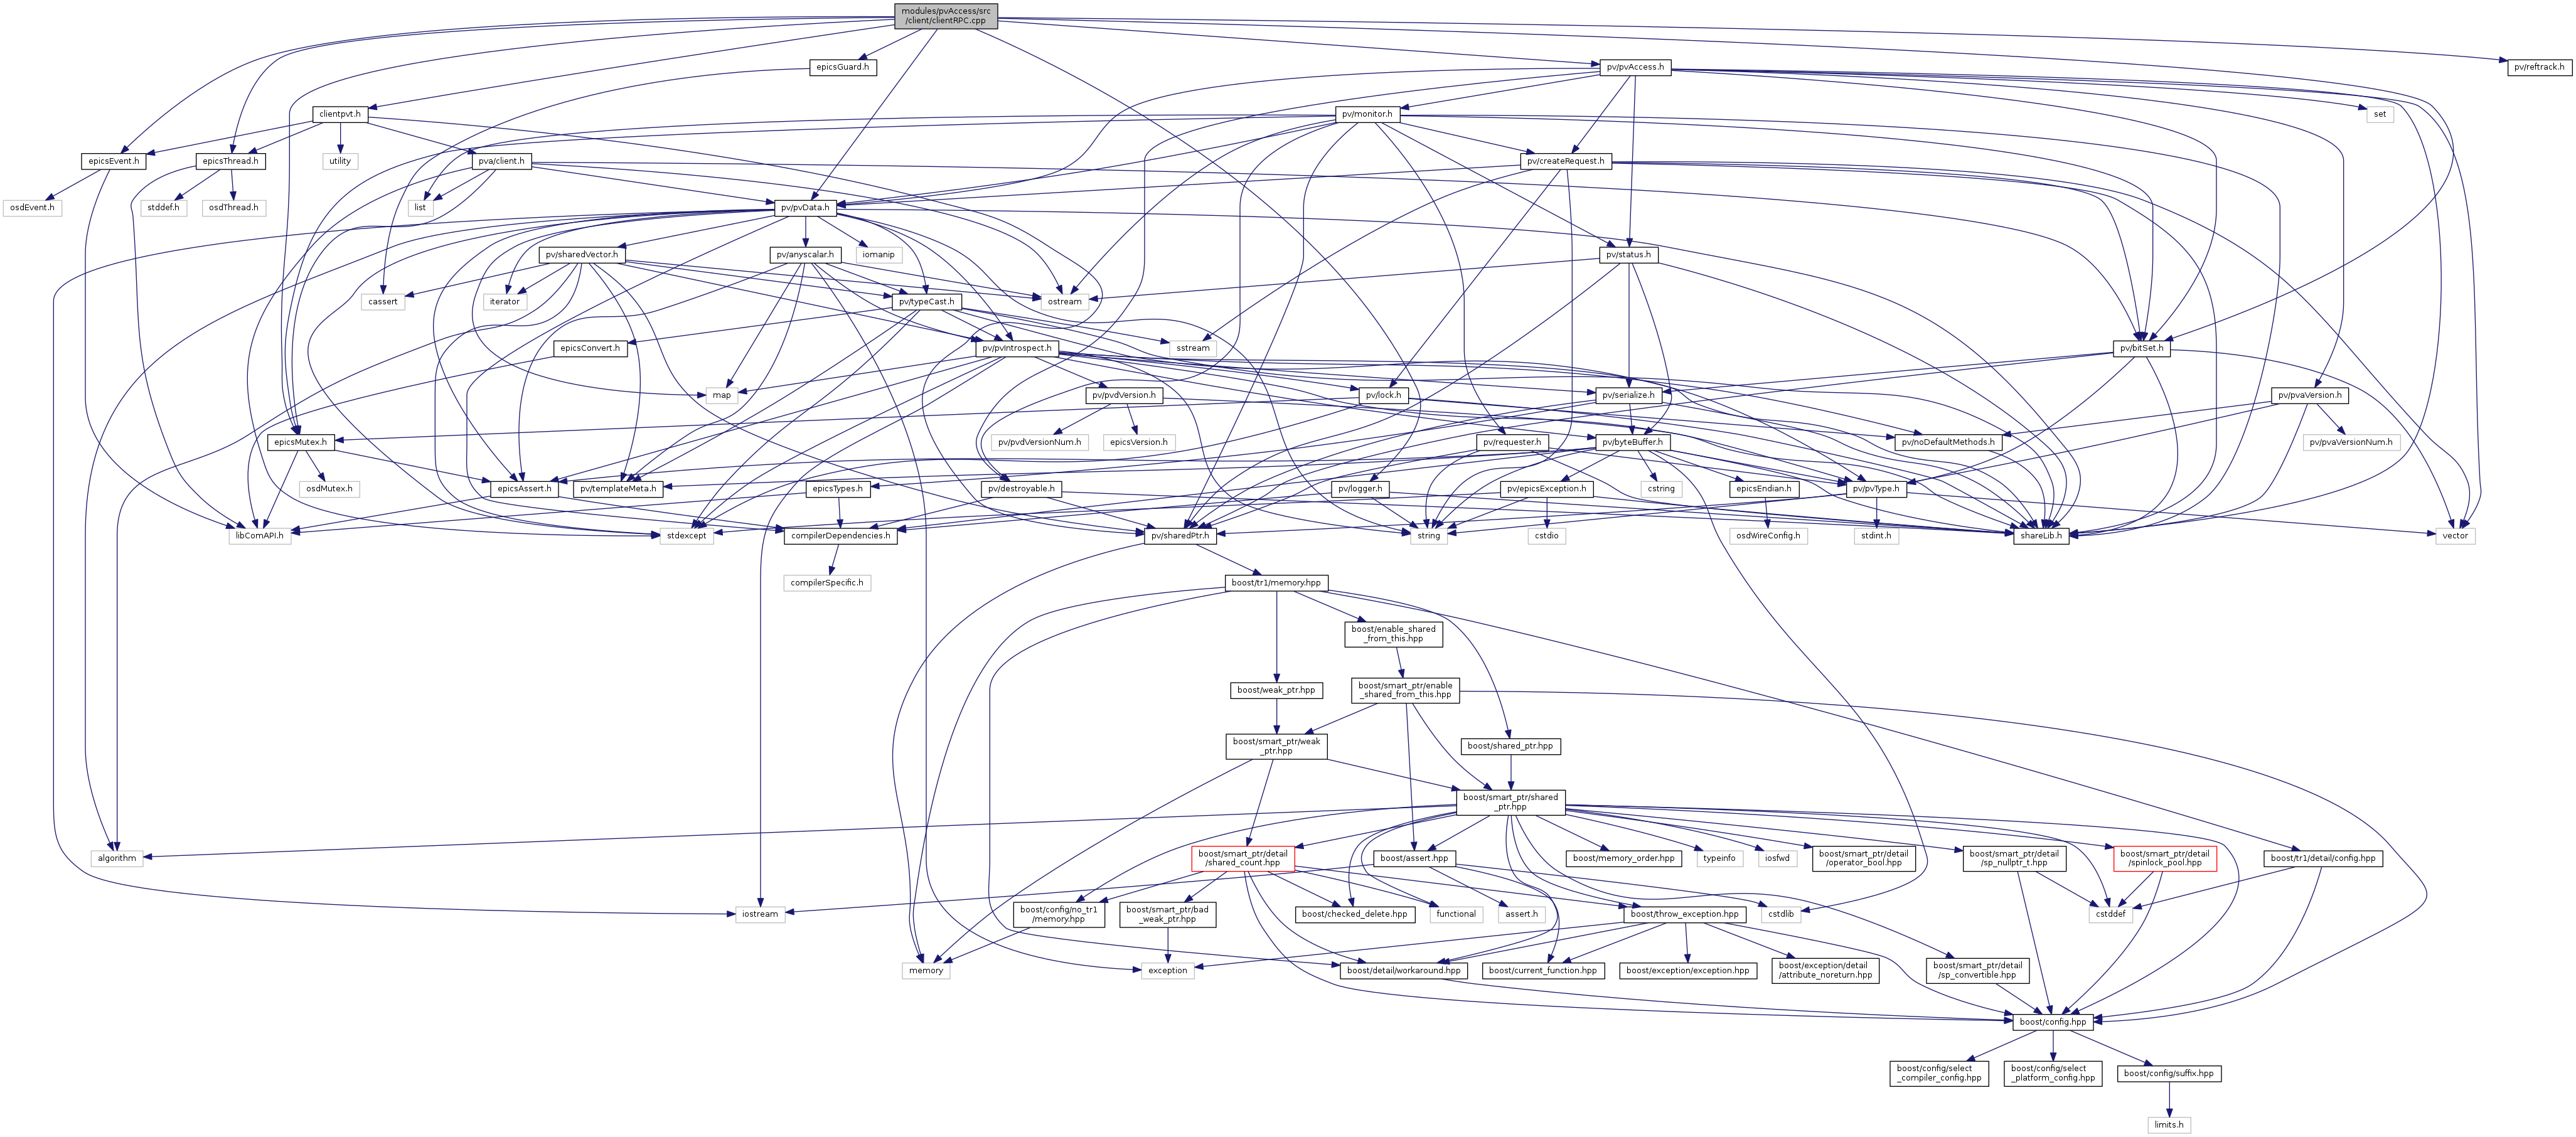 modules/pvAccess/src
/client/clientRPC.cpp
epicsGuard.h
pv/pvAccess.h
pv/reftrack.h
clientpvt.h
pv/monitor.h
set
epicsEvent.h
epicsThread.h
utility
pva/client.h
pv/createRequest.h
osdEvent.h
stddef.h
osdThread.h
list
pv/pvData.h
pv/sharedVector.h
pv/anyscalar.h
iomanip
pv/status.h
cassert
iterator
pv/typeCast.h
ostream
epicsConvert.h
pv/pvIntrospect.h
sstream
pv/bitSet.h
map
pv/pvdVersion.h
pv/lock.h
pv/serialize.h
pv/pvaVersion.h
epicsMutex.h
pv/pvdVersionNum.h
epicsVersion.h
pv/requester.h
pv/byteBuffer.h
pv/noDefaultMethods.h
pv/pvaVersionNum.h
osdMutex.h
epicsAssert.h
pv/templateMeta.h
epicsTypes.h
pv/destroyable.h
pv/logger.h
pv/epicsException.h
cstring
epicsEndian.h
pv/pvType.h
libComAPI.h
stdexcept
compilerDependencies.h
pv/sharedPtr.h
string
cstdio
osdWireConfig.h
stdint.h
shareLib.h
vector
compilerSpecific.h
boost/tr1/memory.hpp
boost/enable_shared
_from_this.hpp
boost/weak_ptr.hpp
boost/smart_ptr/enable
_shared_from_this.hpp
boost/smart_ptr/weak
_ptr.hpp
boost/shared_ptr.hpp
boost/smart_ptr/shared
_ptr.hpp
algorithm
boost/smart_ptr/detail
/shared_count.hpp
boost/assert.hpp
boost/memory_order.hpp
typeinfo
iosfwd
boost/smart_ptr/detail
/operator_bool.hpp
boost/smart_ptr/detail
/sp_nullptr_t.hpp
boost/smart_ptr/detail
/spinlock_pool.hpp
boost/tr1/detail/config.hpp
iostream
boost/config/no_tr1
/memory.hpp
boost/smart_ptr/bad
_weak_ptr.hpp
boost/checked_delete.hpp
functional
assert.h
boost/throw_exception.hpp
cstdlib
cstddef
memory
exception
boost/detail/workaround.hpp
boost/current_function.hpp
boost/exception/exception.hpp
boost/exception/detail
/attribute_noreturn.hpp
boost/smart_ptr/detail
/sp_convertible.hpp
boost/config.hpp
boost/config/select
_compiler_config.hpp
boost/config/select
_platform_config.hpp
boost/config/suffix.hpp
limits.h